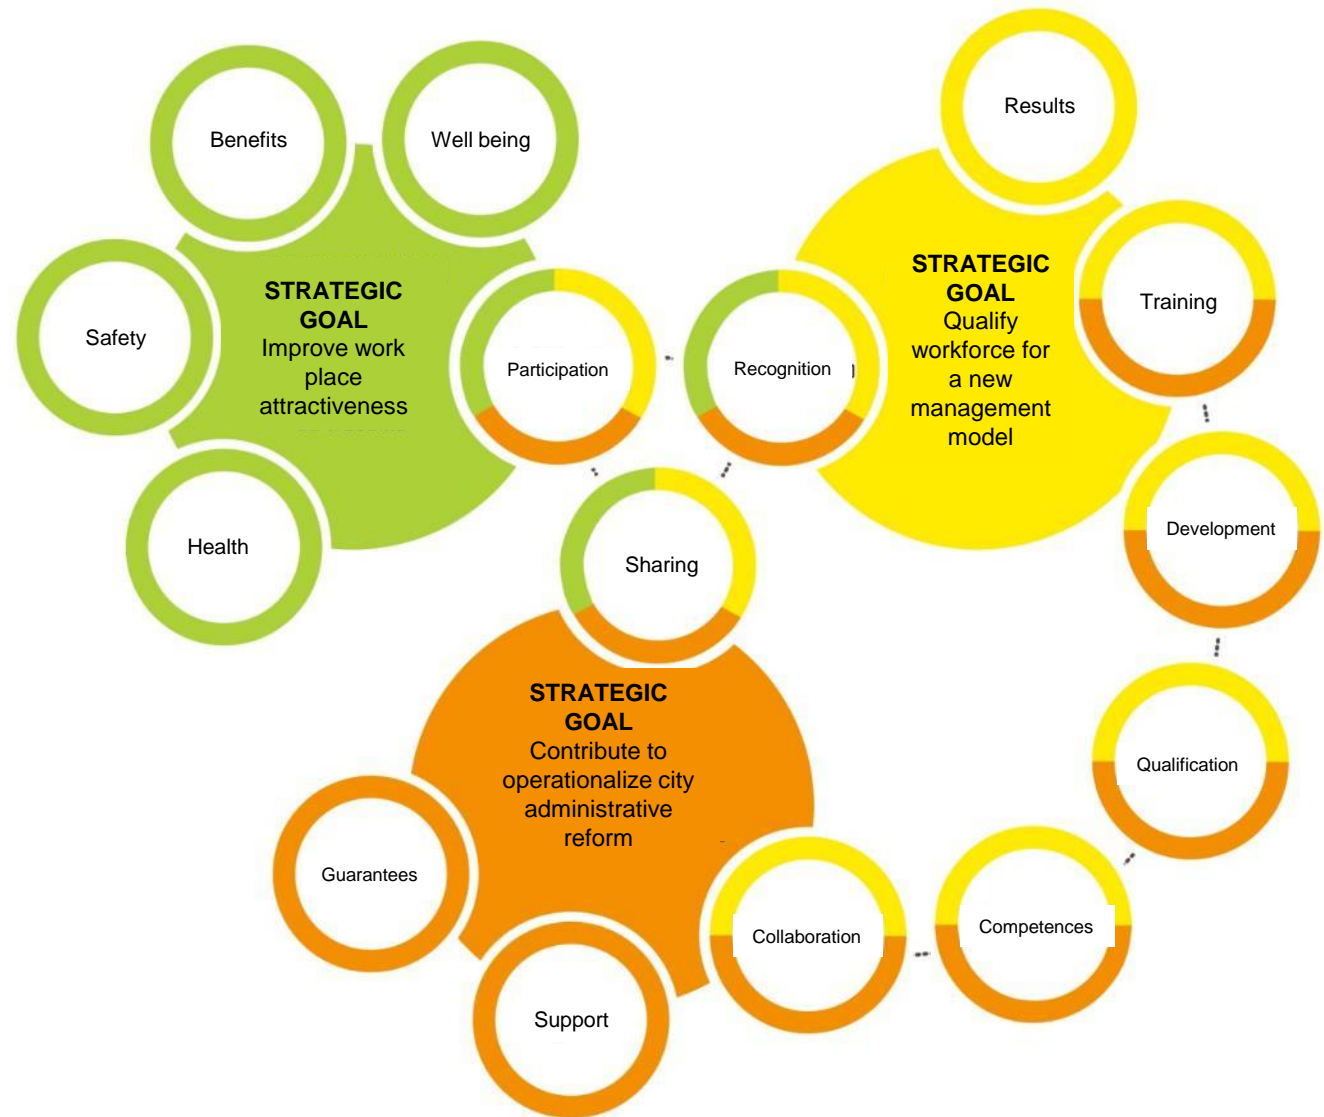 Results
Benefits
Well being
STRATEGIC
GOAL
Improve work
place
attractiveness
Safety
Participation
Health
STRATEGIC
GOAL
Qualify
workforce for
a new
management
model
Recognition
Training
Development
Sharing
STRATEGIC
GOAL
Contribute to
operationalize city
administrative
reform
Qualification
Guarantees
Support
Collaboration
Competences